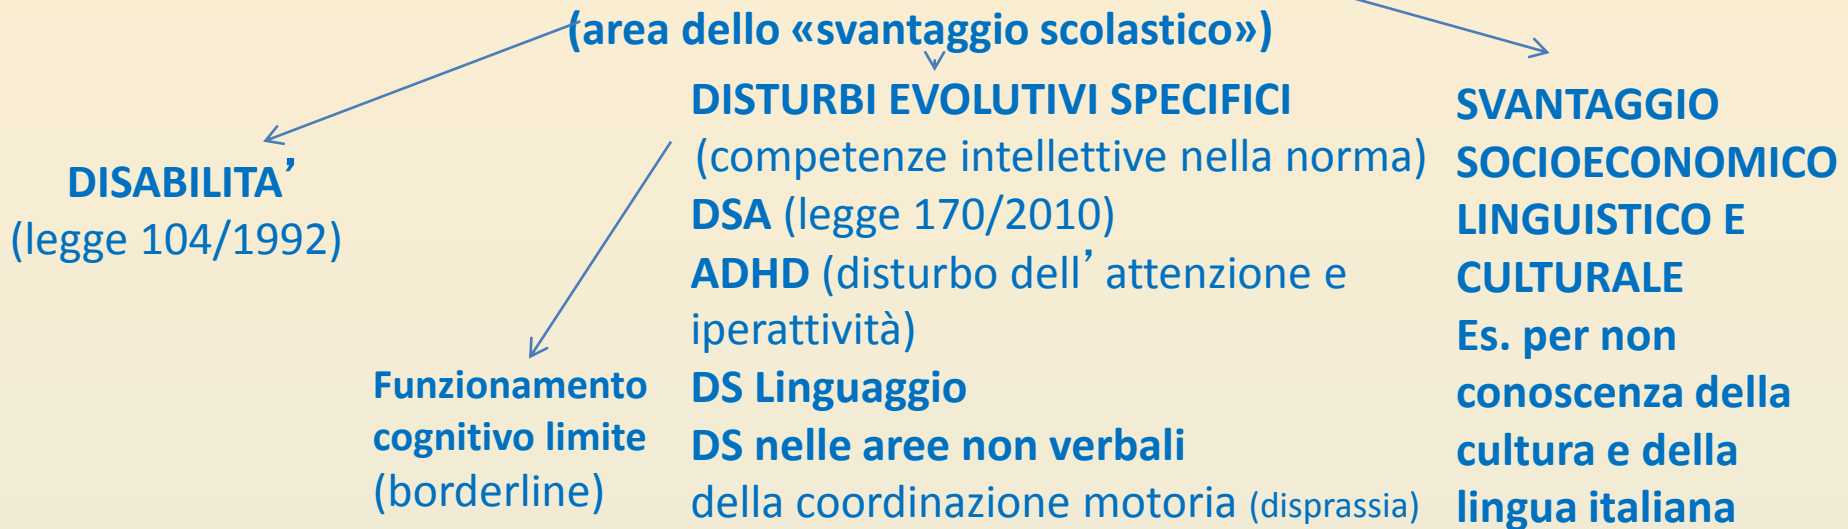 (area dello «svantaggio scolastico»)
DISABILITA’
(legge 104/1992)
Funzionamento
cognitivo limite
(borderline)
DISTURBI EVOLUTIVI SPECIFICI
(competenze intellettive nella norma)
DSA (legge 170/2010)
ADHD (disturbo dell’ attenzione e
iperattività)
DS Linguaggio
DS nelle aree non verbali
della coordinazione motoria (disprassia)
SVANTAGGIO
SOCIOECONOMICO
LINGUISTICO E
CULTURALE
Es. per non
conoscenza della
cultura e della
lingua italiana